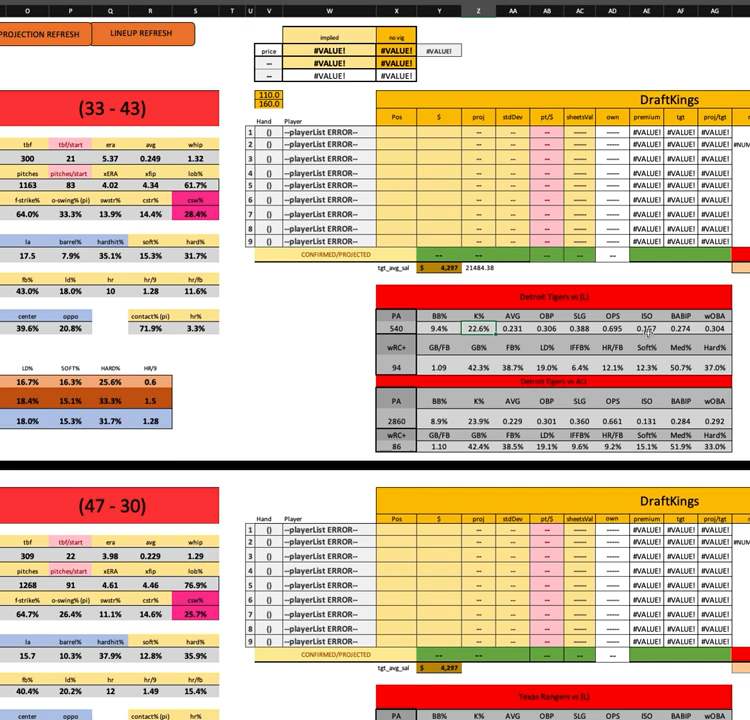 O P Q R S T U V W X Y Z AA AB AC AD AE AF AG
PROJECTION REFRESH LINEUP REFRESH
implied no vig
price #VALUE! #VALUE! #VALUE!
-- #VALUE! #VALUE!
-- #VALUE! #VALUE!
110.0
160.0
(33 - 43) DraftKings
Hand Player Pos $ proj stdDev pt/$ sheetsVal own premium tgt proj/tgt
1 () --playerList ERROR-- -- -- -- ----- ----- #VALUE! #VALUE! #VALUE!
2 () --playerList ERROR-- -- -- -- ----- ----- #VALUE! #VALUE! #VALUE! #NUM
3 () --playerList ERROR-- -- -- -- ----- ----- #VALUE! #VALUE! #VALUE!
4 () --playerList ERROR-- -- -- -- ----- ----- #VALUE! #VALUE! #VALUE!
5 () --playerList ERROR-- -- -- -- ----- ----- #VALUE! #VALUE! #VALUE!
6 () --playerList ERROR-- -- -- -- ----- ----- #VALUE! #VALUE! #VALUE!
7 () --playerList ERROR-- -- -- -- ----- ----- #VALUE! #VALUE! #VALUE!
8 () --playerList ERROR-- -- -- -- ----- ----- #VALUE! #VALUE! #VALUE!
9 () --playerList ERROR-- -- -- -- ----- ----- #VALUE! #VALUE! #VALUE!
CONFIRMED/PROJECTED -- -- -- -- --
tgt_avg_sal $ 4,297 21484.38
tbf tbf/start era avg whip
300 21 5.37 0.249 1.32
pitches pitches/start xERA xfip lob%
1163 83 4.02 4.34 61.7%
f-strike% o-swing% (pi) swstr% cstr% csw%
64.0% 33.3% 13.9% 14.4% 28.4%
la barrel% hardhit% soft% hard%
17.5 7.9% 35.1% 15.3% 31.7%
fb% ld% hr hr/9 hr/fb
43.0% 18.0% 10 1.28 11.6%
center oppo contact% (pi) hr%
39.6% 20.8% 71.9% 3.3%
LD% SOFT% HARD% HR/9
16.7% 16.3% 25.6% 0.6
18.4% 15.1% 33.3% 1.5
18.0% 15.3% 31.7% 1.28
Detroit Tigers vs (L)
PA BB% K% AVG OBP SLG OPS ISO BABIP wOBA
540 9.4% 22.6% 0.231 0.306 0.388 0.695 0.157 0.274 0.304
wRC+ GB/FB GB% FB% LD% IFFB% HR/FB Soft% Med% Hard%
94 1.09 42.3% 38.7% 19.0% 6.4% 12.1% 12.3% 50.7% 37.0%
Detroit Tigers vs ALL
PA BB% K% AVG OBP SLG OPS ISO BABIP wOBA
2860 8.9% 23.9% 0.229 0.301 0.360 0.661 0.131 0.284 0.292
wRC+ GB/FB GB% FB% LD% IFFB% HR/FB Soft% Med% Hard%
86 1.10 42.4% 38.5% 19.1% 9.6% 9.2% 15.1% 51.9% 33.0%
(47 - 30) DraftKings
Hand Player Pos $ proj stdDev pt/$ sheetsVal own premium tgt proj/tgt
1 () --playerList ERROR-- -- -- -- ----- ----- #VALUE! #VALUE! #VALUE!
2 () --playerList ERROR-- -- -- -- ----- ----- #VALUE! #VALUE! #VALUE! #NUM
3 () --playerList ERROR-- -- -- -- ----- ----- #VALUE! #VALUE! #VALUE!
4 () --playerList ERROR-- -- -- -- ----- ----- #VALUE! #VALUE! #VALUE!
5 () --playerList ERROR-- -- -- -- ----- ----- #VALUE! #VALUE! #VALUE!
6 () --playerList ERROR-- -- -- -- ----- ----- #VALUE! #VALUE! #VALUE!
7 () --playerList ERROR-- -- -- -- ----- ----- #VALUE! #VALUE! #VALUE!
8 () --playerList ERROR-- -- -- -- ----- ----- #VALUE! #VALUE! #VALUE!
9 () --playerList ERROR-- -- -- -- ----- ----- #VALUE! #VALUE! #VALUE!
CONFIRMED/PROJECTED -- -- -- -- --
tgt_avg_sal $ 4,297
tbf tbf/start era avg whip
309 22 3.98 0.229 1.29
pitches pitches/start xERA xfip lob%
1268 91 4.61 4.46 76.9%
f-strike% o-swing% (pi) swstr% cstr% csw%
64.7% 26.4% 11.1% 14.6% 25.7%
la barrel% hardhit% soft% hard%
15.7 10.3% 37.9% 12.8% 35.9%
fb% ld% hr hr/9 hr/fb
40.4% 20.2% 12 1.49 15.4%
center oppo contact% (pi) hr%
Texas Rangers vs (L)
PA BB% K% AVG OBP SLG OPS ISO BABIP wOBA